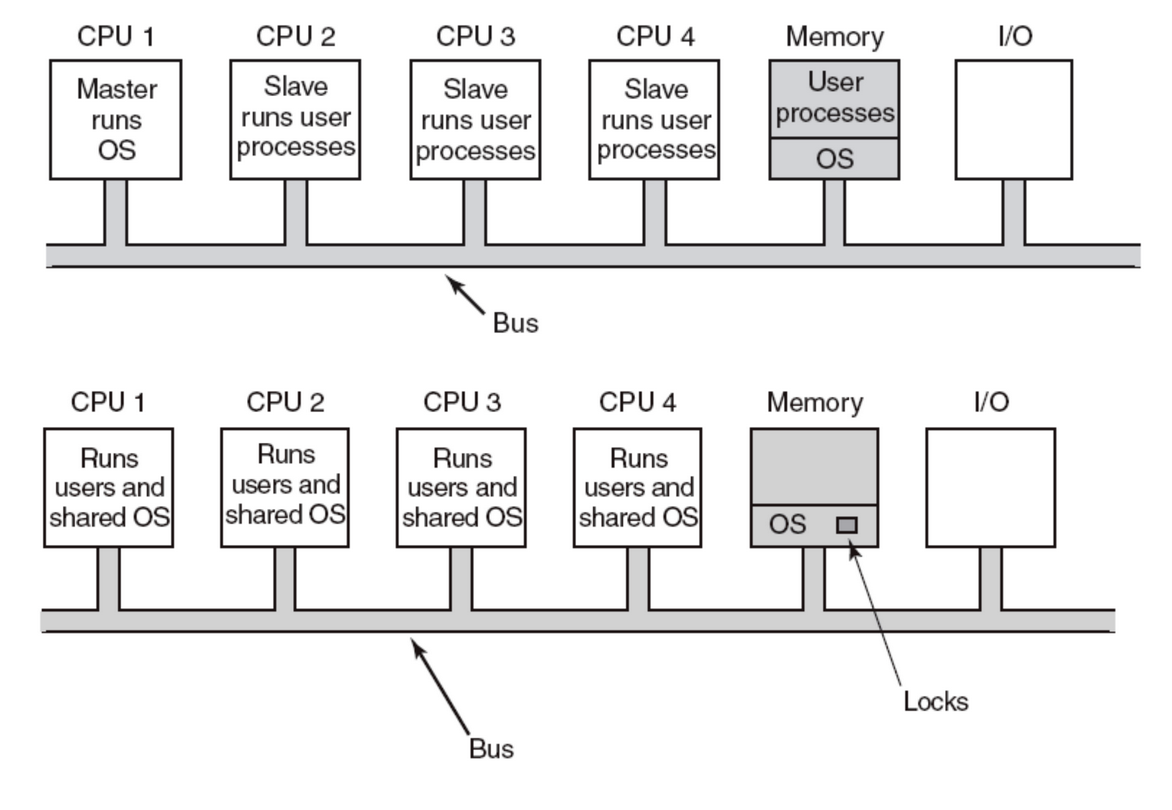 CPU 1 CPU 2 CPU 3 CPU 4 Memory I/O
Master
runs
OS
Slave
runs user
processes
Slave
runs user
processes
Slave
runs user
processes
User
processes
OS
Bus
CPU 1 CPU 2 CPU 3 CPU 4 Memory I/O
Runs
users and
shared OS
Runs
users and
shared OS
Runs
users and
shared OS
Runs
users and
shared OS
OS
Locks
Bus